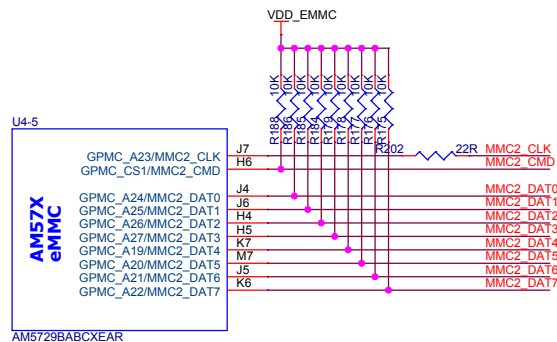 VDD_EMMC
10K 10K 10K 10K 10K 10K 10K 10K 10K
R188 R186 R185 R184 R179 R178 R177 R176 R175
U4-5
AM57X
eMMC
GPMC_A23/MMC2_CLK J7 R202 22R MMC2_CLK
GPMC_CS1/MMC2_CMD H6 MMC2_CMD
GPMC_A24/MMC2_DAT0 J4 MMC2_DAT0
GPMC_A25/MMC2_DAT1 J6 MMC2_DAT1
GPMC_A26/MMC2_DAT2 H4 MMC2_DAT2
GPMC_A27/MMC2_DAT3 H5 MMC2_DAT3
GPMC_A19/MMC2_DAT4 K7 MMC2_DAT4
GPMC_A20/MMC2_DAT5 M7 MMC2_DAT5
GPMC_A21/MMC2_DAT6 J5 MMC2_DAT6
GPMC_A22/MMC2_DAT7 K6 MMC2_DAT7
AM5729BABCXEAR